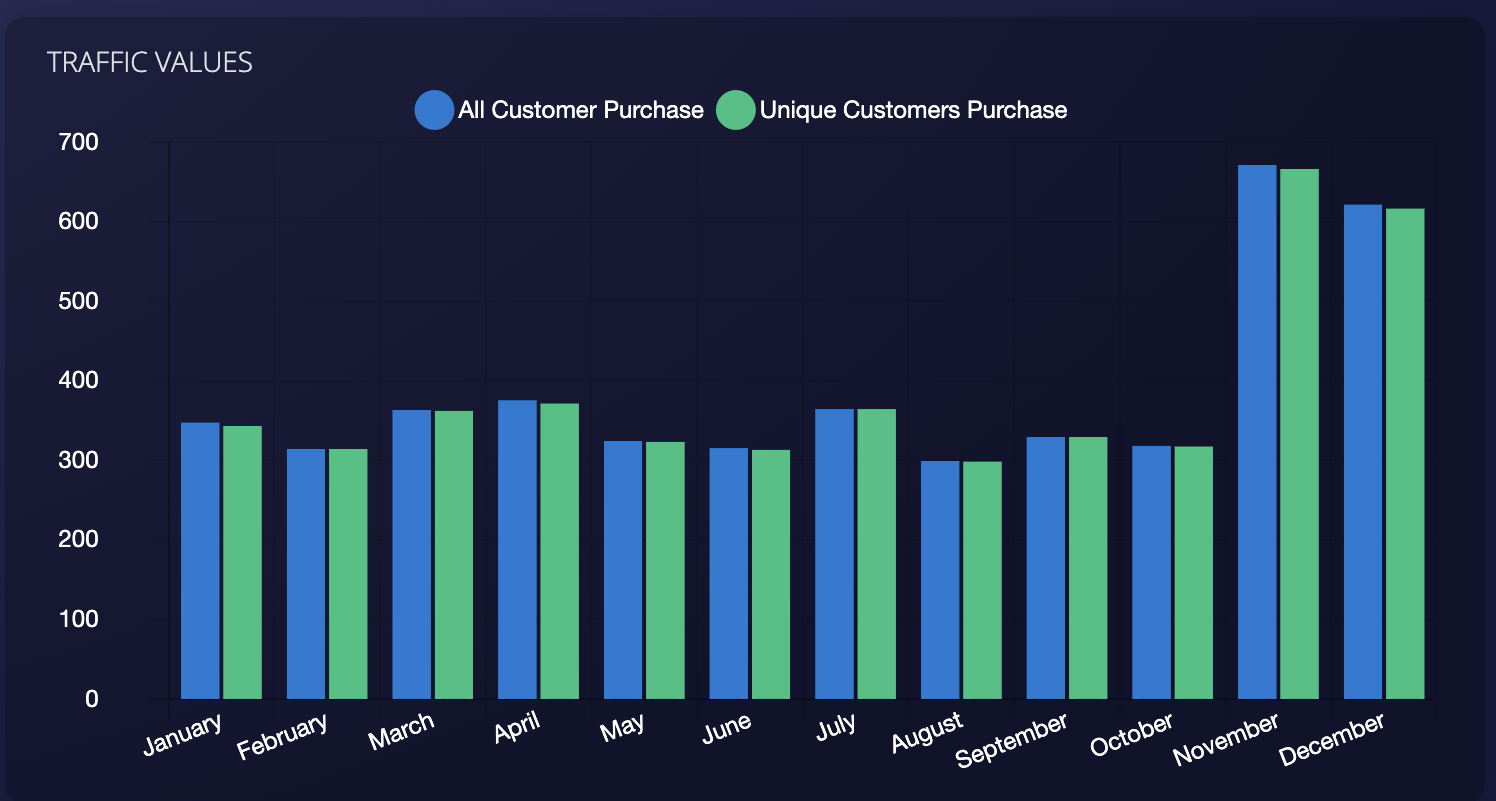 TRAFFIC VALUES
All Customer Purchase Unique Customers Purchase
700
600
500
400
300
200
100
0
January February March April May June July August September October November December